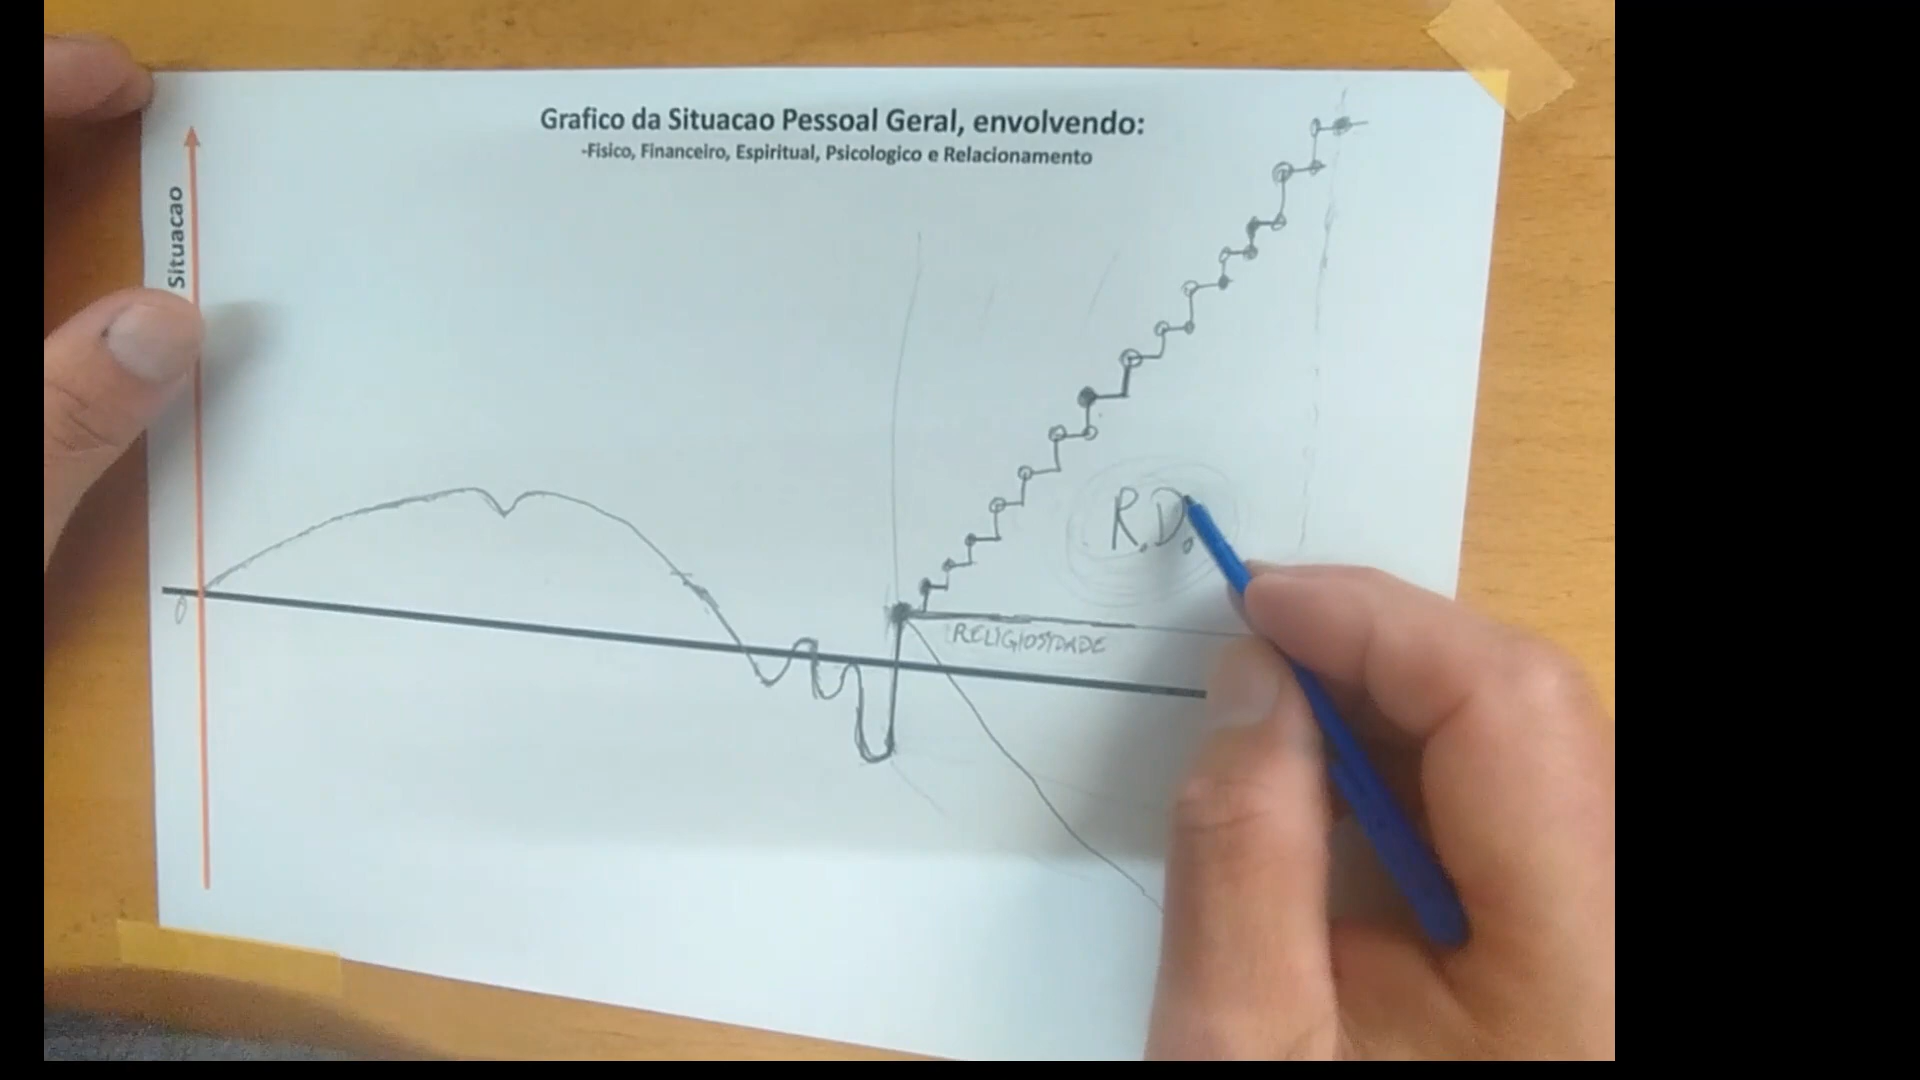 Grafico da Situacao Pessoal Geral, envolvendo:
-Fisico, Financeiro, Espiritual, Psicologico e Relacionamento
Situacao
0
R.D.
RELIGIOSIDADE